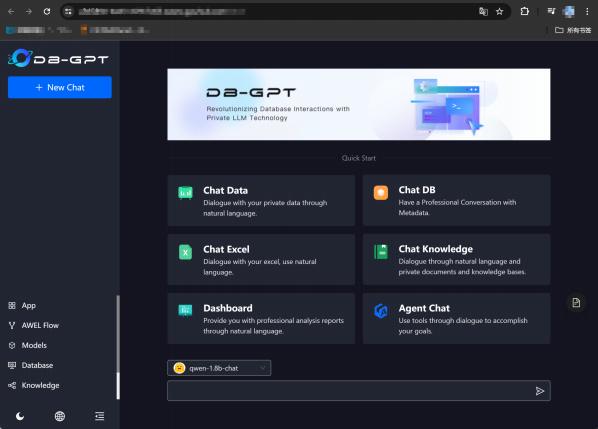 所有书签
DB-GPT
+ New Chat
DB-GPT
Revolutionizing Database Interactions with
Private LLM Technology
Quick Start
Chat Data
Dialogue with your private data through
natural language.
Chat DB
Have a Professional Conversation with
Metadata.
Chat Excel
Dialogue with your excel, use natural
language.
Chat Knowledge
Dialogue through natural language and
private documents and knowledge bases.
Dashboard
Provide you with professional analysis reports
through natural language.
Agent Chat
Use tools through dialogue to accomplish
your goals.
App
AWEL Flow
Models
Database
Knowledge
qwen-1.8b-chat